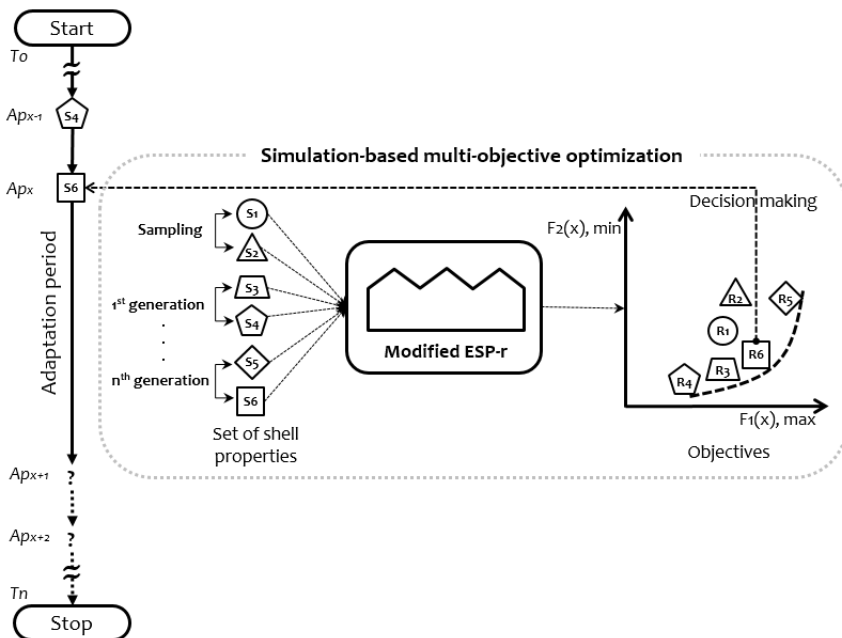 Start
To
Apx-1
S4
Simulation-based multi-objective optimization
Apx
S6
Adaptation period
Sampling
S1
S2
1st generation
S3
S4
.
.
.
nth generation
S5
S6
Set of shell
properties
Modified ESP-r
Decision making
F2(x), min
R2
R5
R1
R6
R3
R4
F1(x), max
Objectives
Apx+1
?
Apx+2
?
Tn
Stop